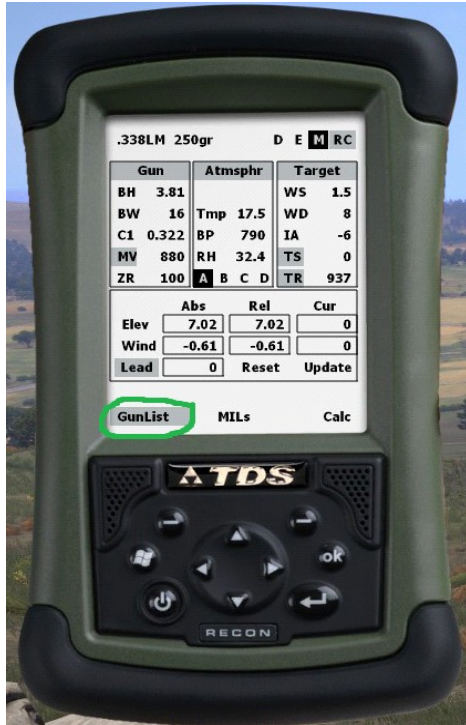 .338LM 250gr D E M RC
Gun Atmsphr Target
BH 3.81 WS 1.5
BW 16 Tmp 17.5 WD 8
C1 0.322 BP 790 IA -6
MV 880 RH 32.4 TS 0
ZR 100 A B C D TR 937
Abs Rel Cur
Elev 7.02 7.02 0
Wind -0.61 -0.61 0
Lead 0 Reset Update
GunList MILs Calc
TDS
ok
RECON